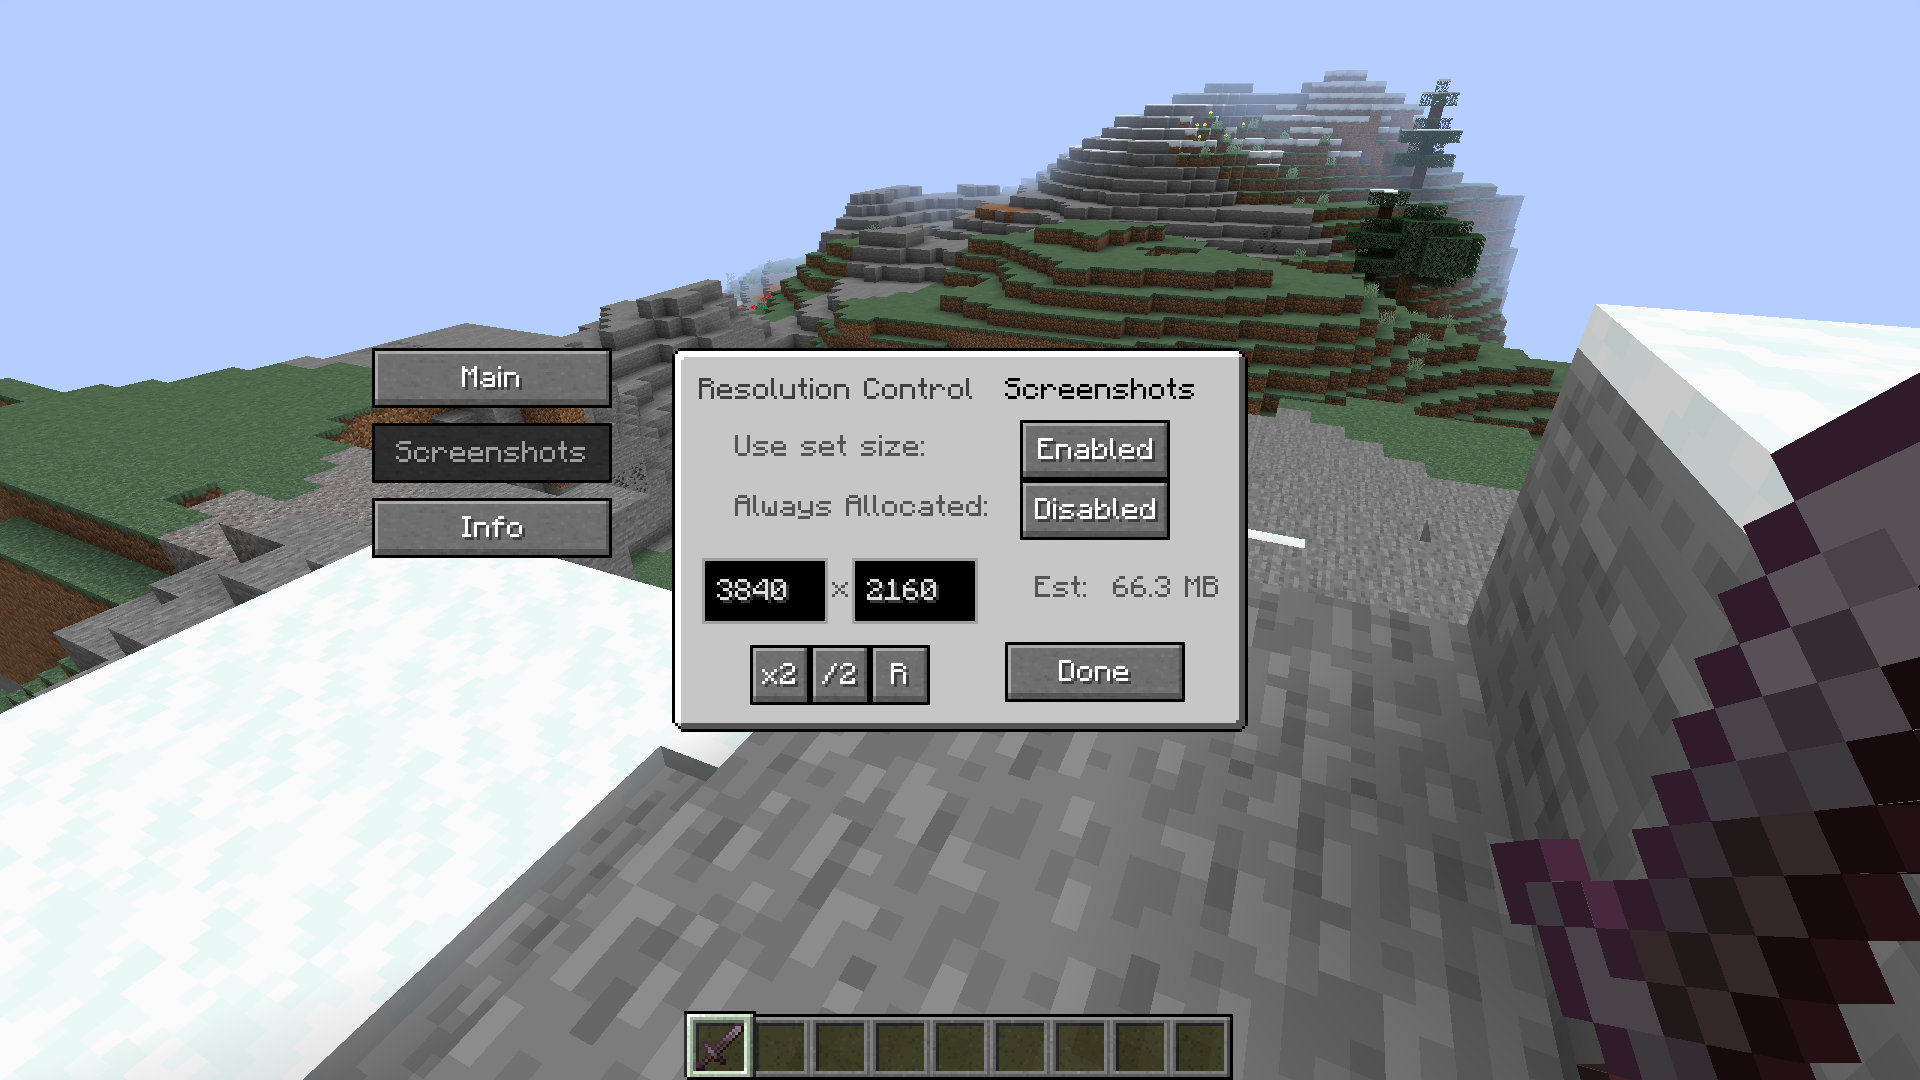 Main
Screenshots
Info
Resolution Control Screenshots
Use set size: Enabled
Always Allocated: Disabled
3840 x 2160 Est: 66.3 MB
x2 /2 R Done